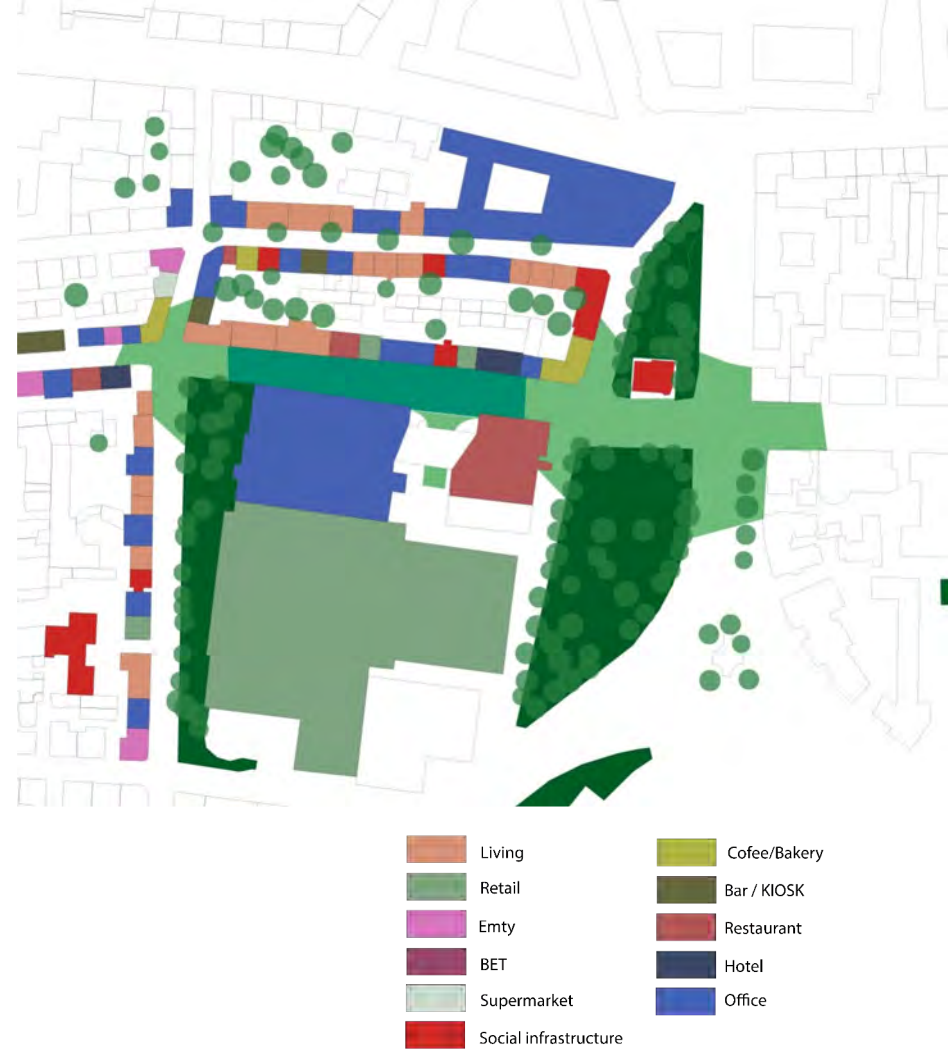 Living
Retail
Emty
BET
Supermarket
Social infrastructure
Cofee/Bakery
Bar / KIOSK
Restaurant
Hotel
Office